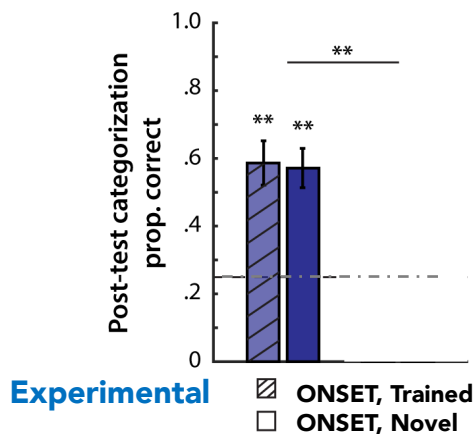 1.0
**
.8
** **
.6
.4
.2
0
Post-test categorization
prop. correct
Experimental
ONSET, Trained
ONSET, Novel